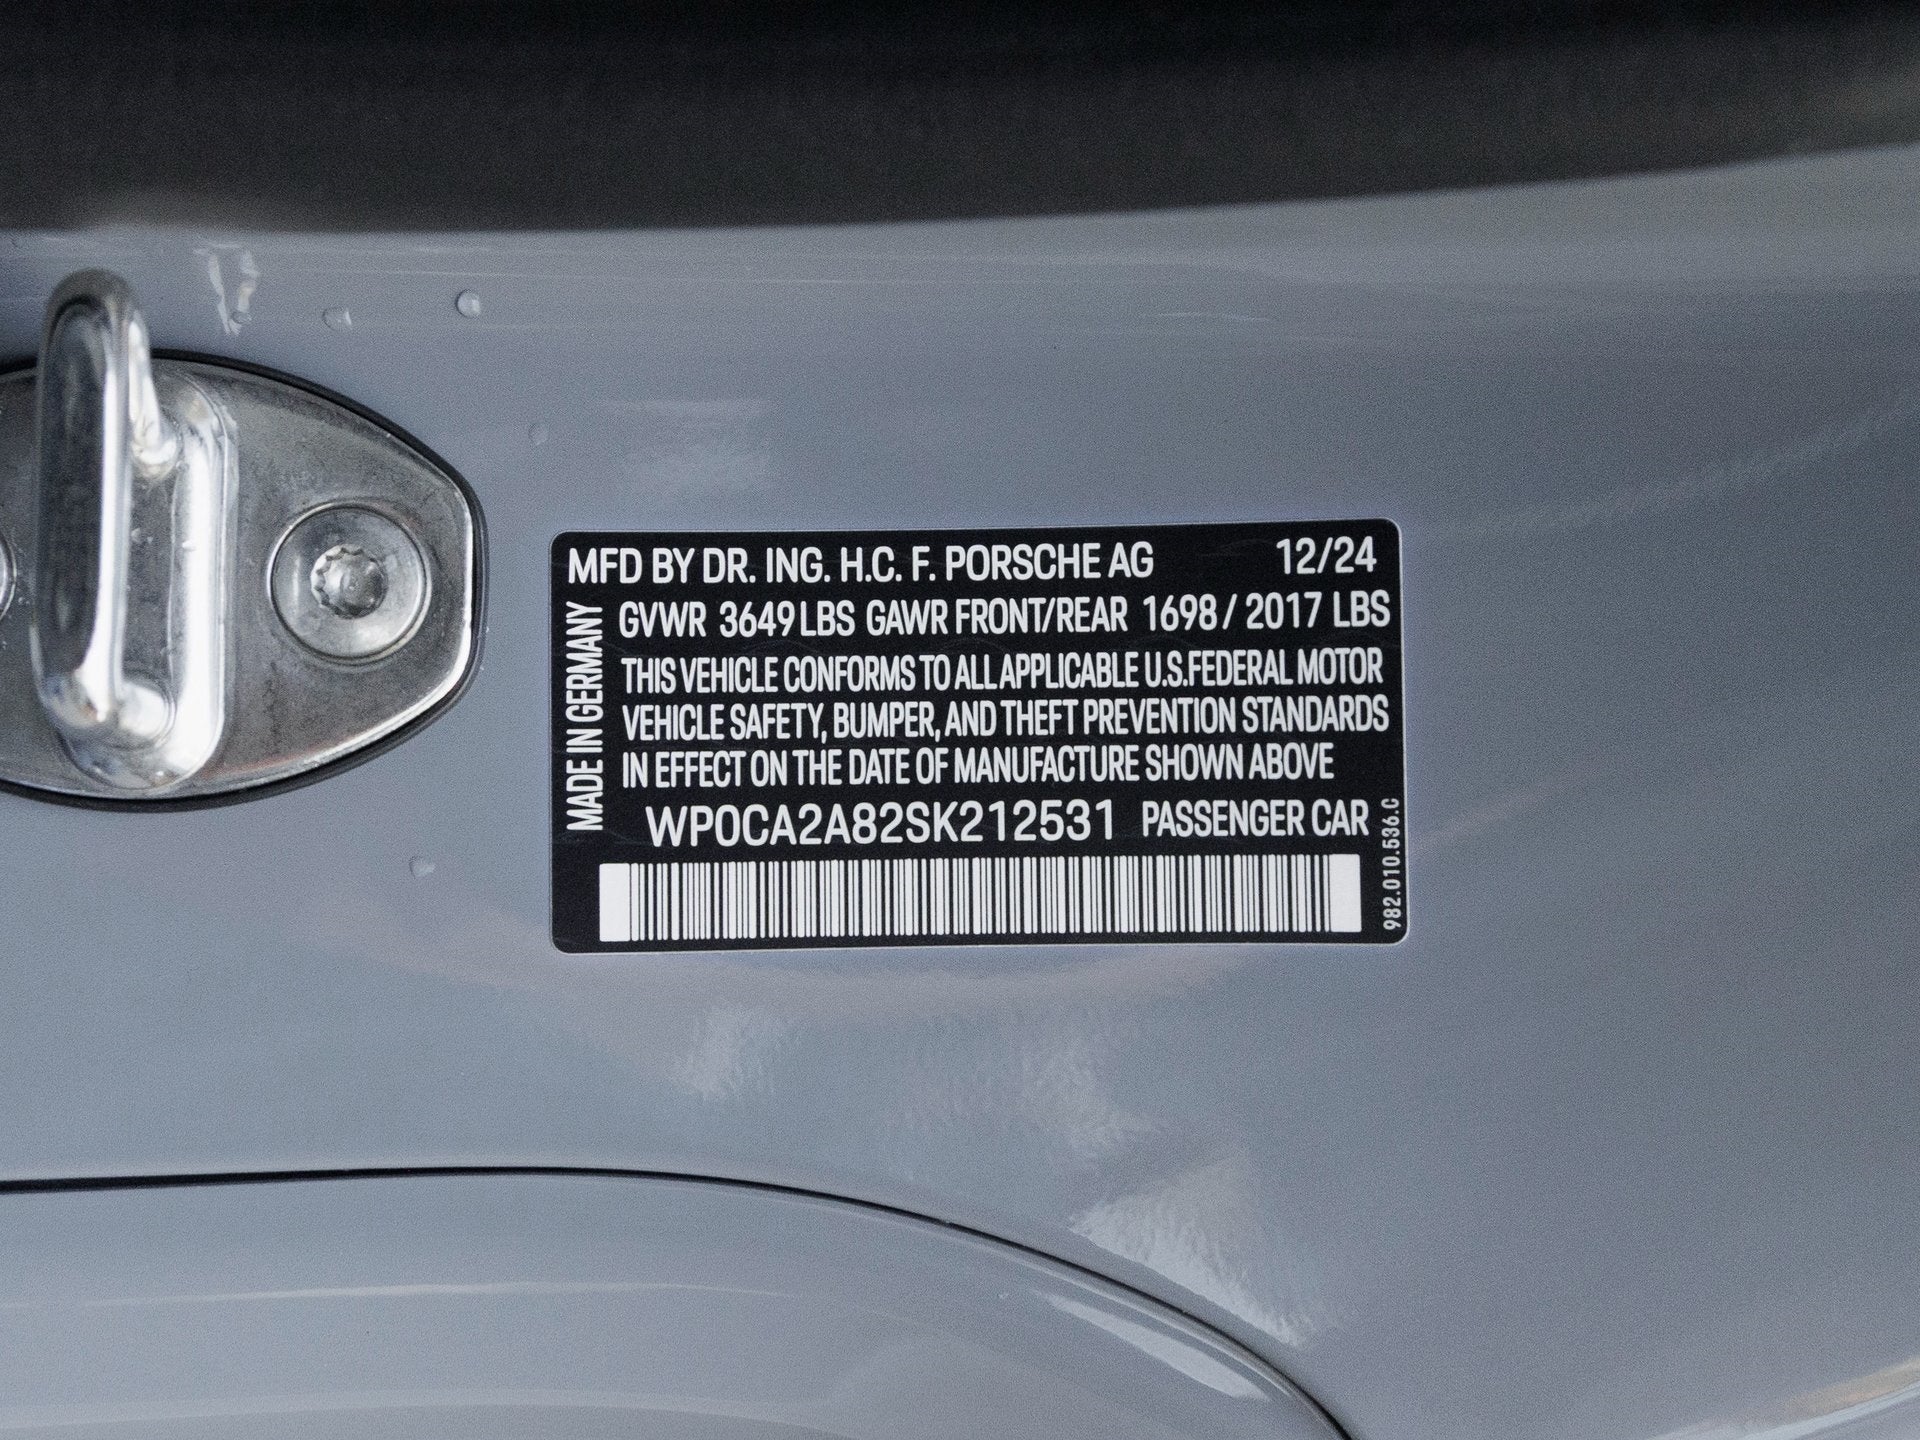 MFD BY DR. ING. H.C. F. PORSCHE AG 12/24
GVWR 3649 LBS GAWR FRONT/REAR 1698 / 2017 LBS
THIS VEHICLE CONFORMS TO ALL APPLICABLE U.S.FEDERAL MOTOR
VEHICLE SAFETY, BUMPER, AND THEFT PREVENTION STANDARDS
IN EFFECT ON THE DATE OF MANUFACTURE SHOWN ABOVE
WP0CA2A82SK212531 PASSENGER CAR
MADE IN GERMANY
982.010.536.C